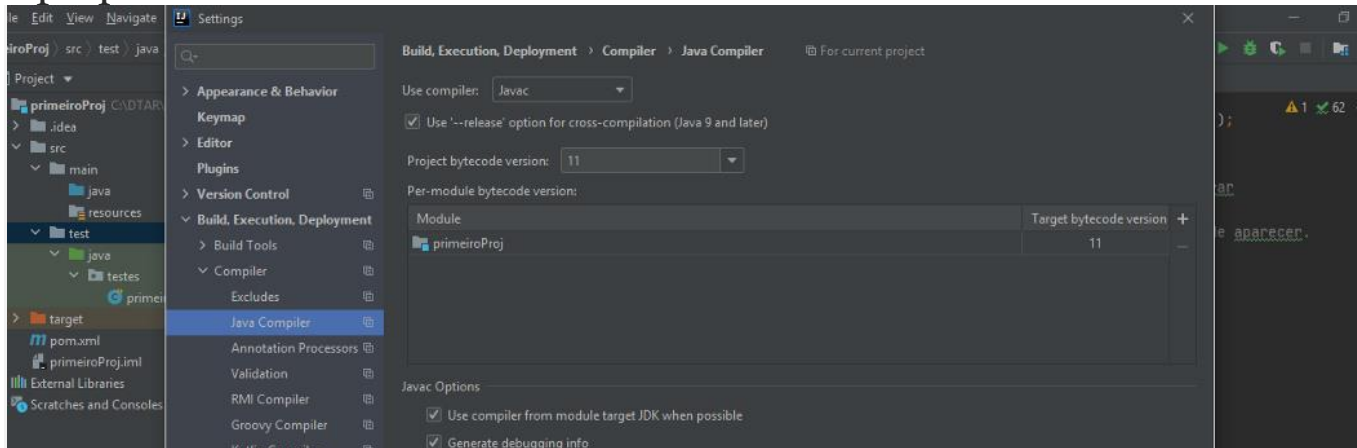 File Edit View Navigate
Settings
iroProj src test java
Project
primeiroProj C:\DTAR\
.idea
src
main
java
resources
test
java
testes
primei
target
pom.xml
primeiroProj.iml
External Libraries
Scratches and Consoles
Appearance & Behavior
Keymap
Editor
Plugins
Version Control
Build, Execution, Deployment
Build Tools
Compiler
Excludes
Java Compiler
Annotation Processors
Validation
RMI Compiler
Groovy Compiler
Build, Execution, Deployment > Compiler > Java Compiler For current project
Use compiler: Javac
Use '--release' option for cross-compilation (Java 9 and later)
Project bytecode version: 11
Per-module bytecode version:
Module Target bytecode version
primeiroProj 11
Javac Options
Use compiler from module target JDK when possible
Generate debugging info
1 62
);
ar
e aparecer.